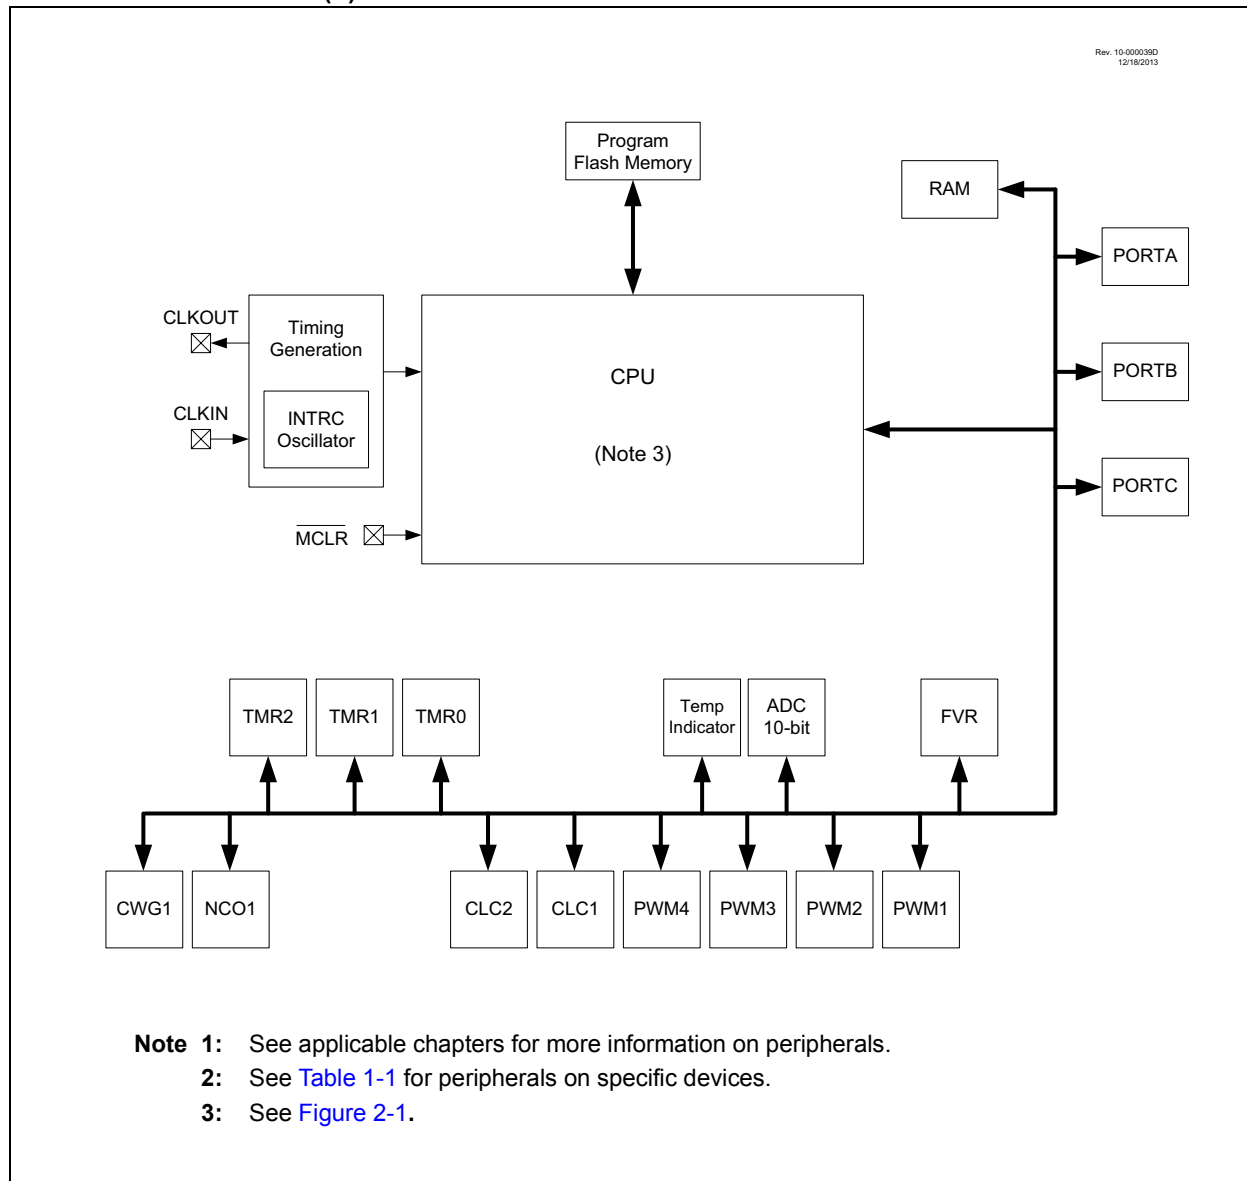 Rev. 10-000039D
12/18/2013
Program
Flash Memory
RAM
PORTA
CLKOUT
Timing
Generation
CPU
PORTB
CLKIN
INTRC
Oscillator
(Note 3)
PORTC
MCLR
TMR2
TMR1
TMR0
Temp
Indicator
ADC
10-bit
FVR
CWG1
NCO1
CLC2
CLC1
PWM4
PWM3
PWM2
PWM1
Note 1: See applicable chapters for more information on peripherals.
2: See Table 1-1 for peripherals on specific devices.
3: See Figure 2-1.